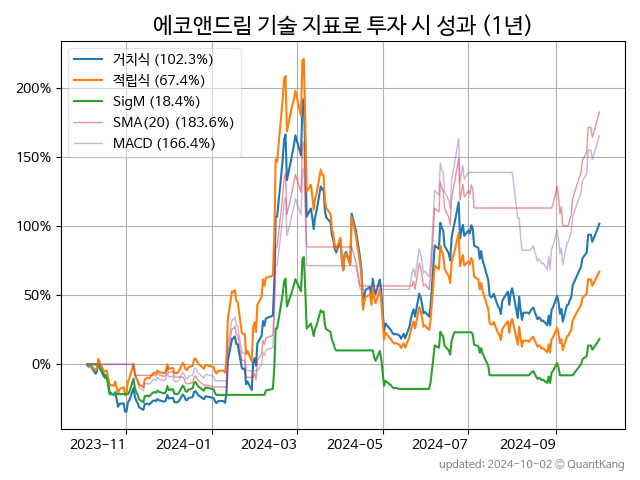 에코앤드림 기술 지표로 투자 시 성과 (1년)
거치식 (102.3%)
적립식 (67.4%)
SigM (18.4%)
SMA(20) (183.6%)
MACD (166.4%)
200%
150%
100%
50%
0%
2023-11 2024-01 2024-03 2024-05 2024-07 2024-09
updated: 2024-10-02 © QuantKang